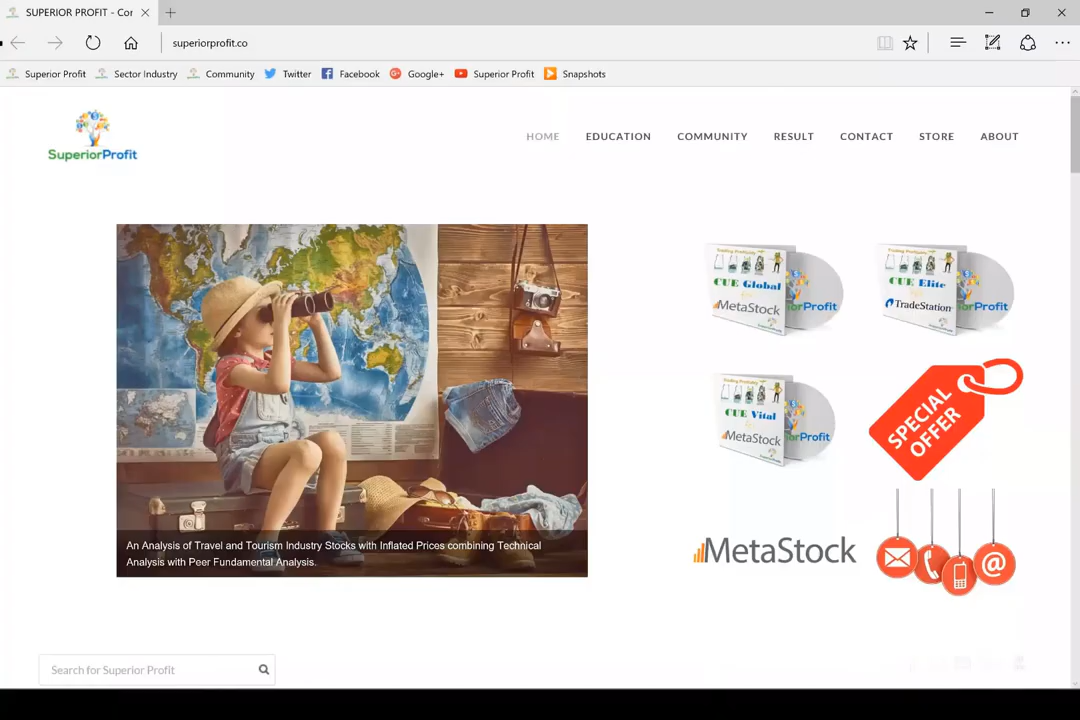 SUPERIOR PROFIT - Cor
superiorprofit.co
Superior Profit
Sector Industry
Community
Twitter
Facebook
Google+
Superior Profit
Snapshots
SuperiorProfit
HOME
EDUCATION
COMMUNITY
RESULT
CONTACT
STORE
ABOUT
CUE Global
MetaStock
iorProfit
CUE Elite
TradeStation
Profit
CUE Vital
MetaStock
iorProfit
SPECIAL
OFFER
An Analysis of Travel and Tourism Industry Stocks with Inflated Prices combining Technical
Analysis with Peer Fundamental Analysis.
MetaStock
@
Search for Superior Profit